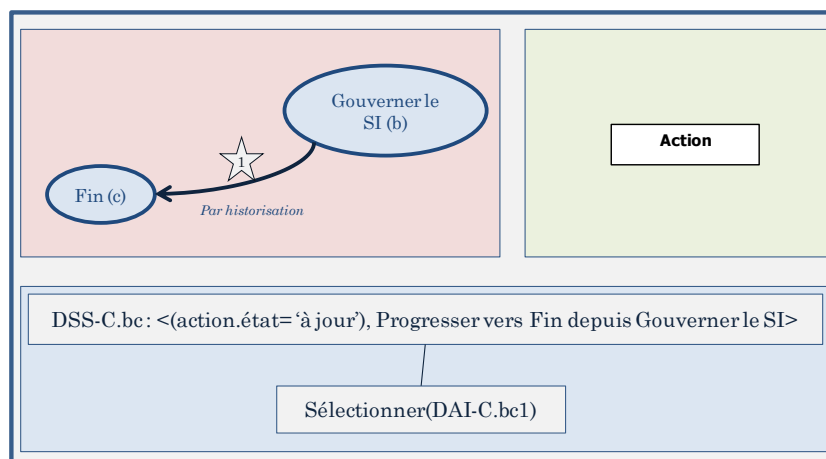 Gouverner le
SI (b)
Action
1
Fin (c)
Par historisation
DSS-C.bc : <(action.état= ‘à jour’), Progresser vers Fin depuis Gouverner le SI>
Sélectionner(DAI-C.bc1)